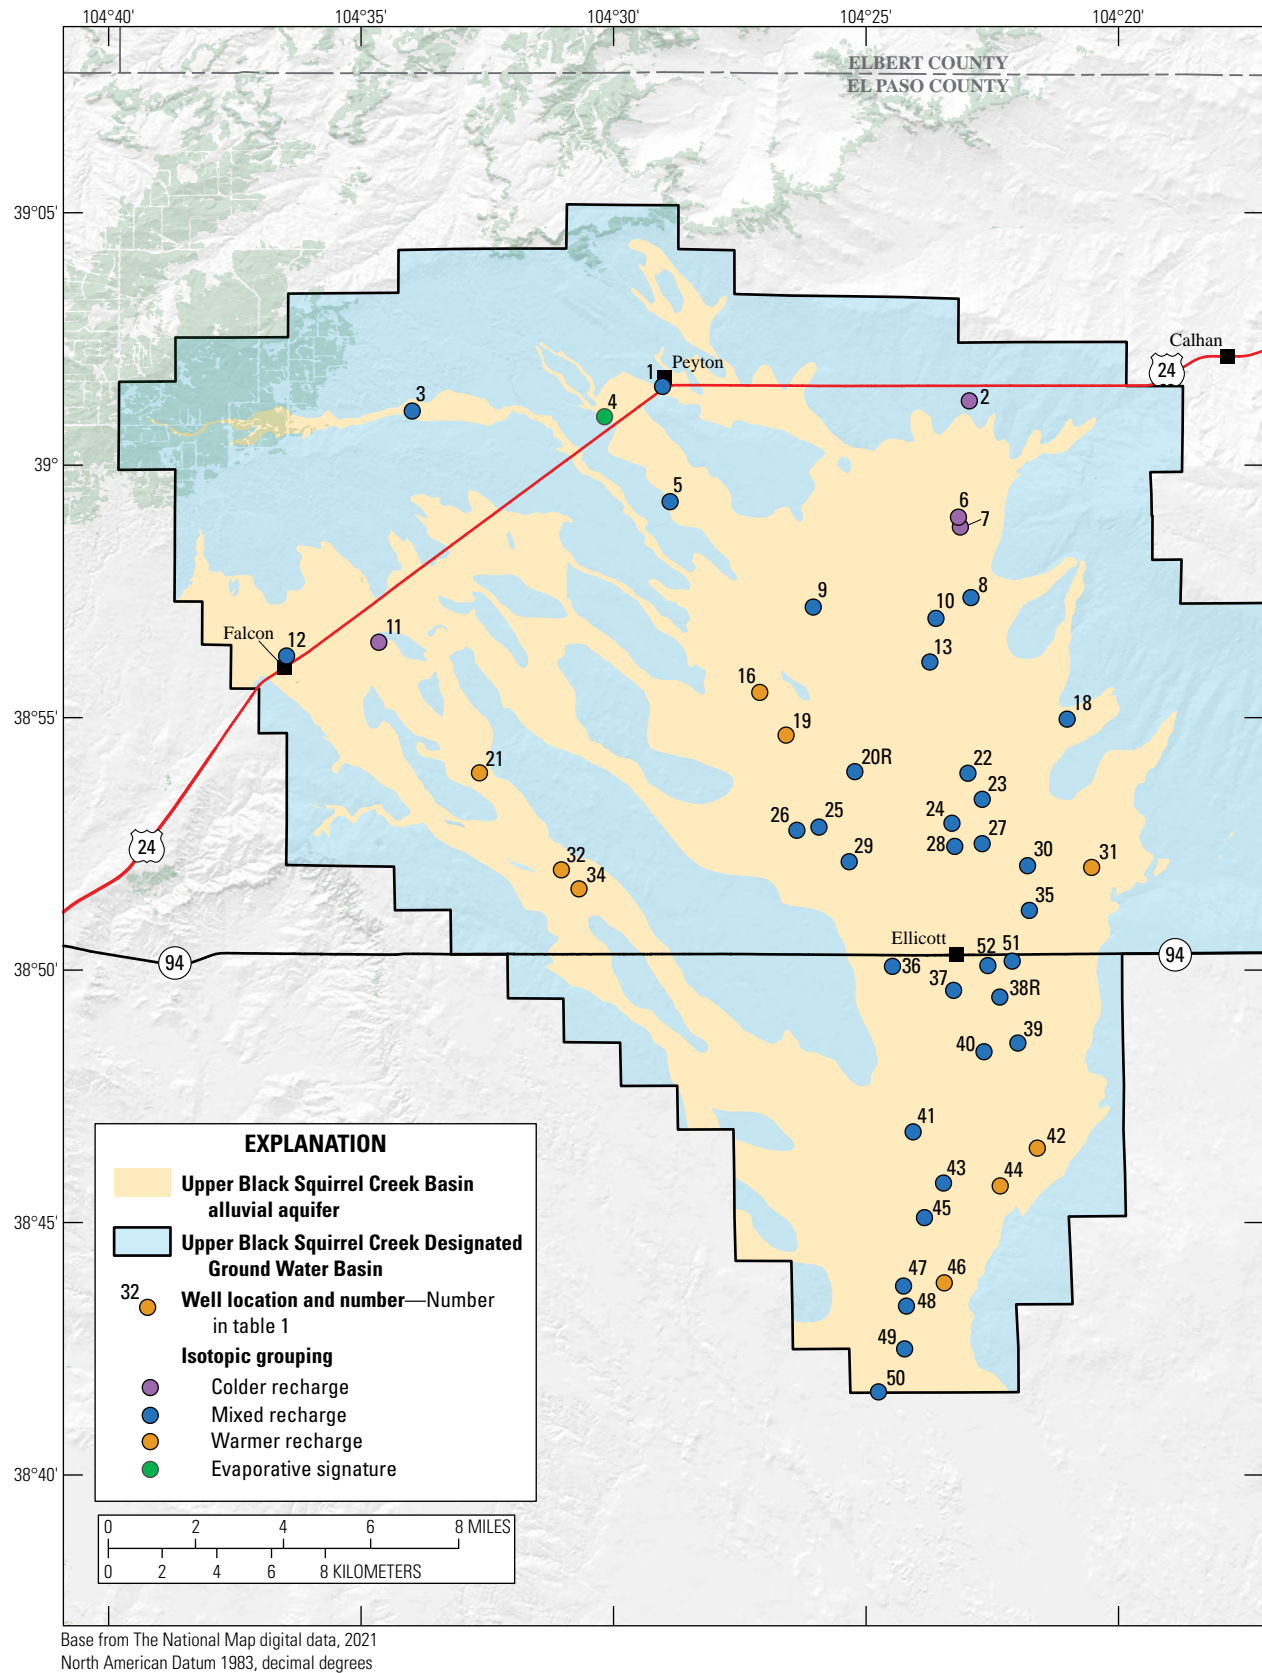 104°40' 104°35' 104°30' 104°25' 104°20'
ELBERT COUNTY
EL PASO COUNTY
39°05'
Calhan
24
Peyton
1
3
4
2
39°
5
6
7
9
8
10
Falcon
12
11
13
16
38°55'
18
19
21
20R
22
23
24
26
25
27
28
24
29
30
31
32
34
35
Ellicott
52
51
94
94
38°50'
36
37
38R
39
40
41
42
43
44
38°45'
45
47
46
48
49
50
38°40'
EXPLANATION
Upper Black Squirrel Creek Basin
alluvial aquifer
Upper Black Squirrel Creek Designated
Ground Water Basin
32
Well location and number—Number
in table 1
Isotopic grouping
Colder recharge
Mixed recharge
Warmer recharge
Evaporative signature
0 2 4 6 8 MILES
0 2 4 6 8 KILOMETERS
Base from The National Map digital data, 2021
North American Datum 1983, decimal degrees